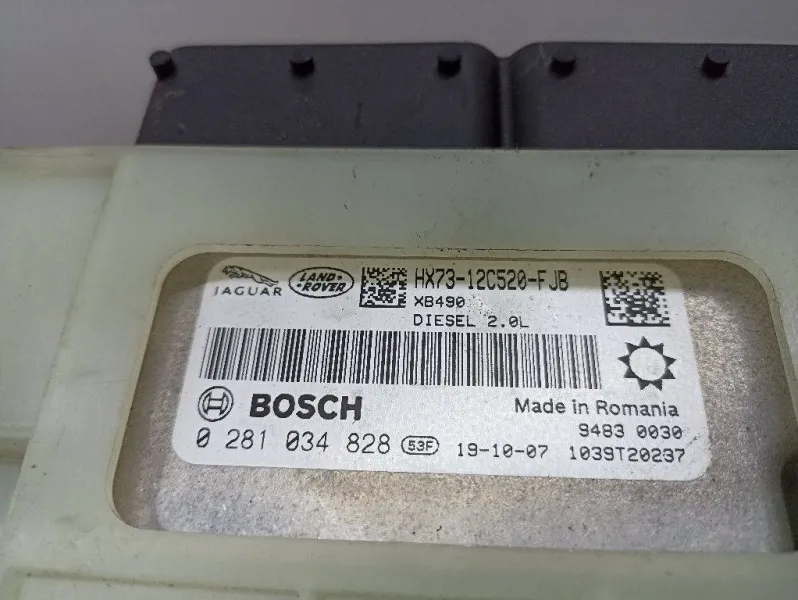 JAGUAR
LAND ROVER
HX73-12C520-FJB
XB490
DIESEL 2.0L
BOSCH
Made in Romania
9483 0030
0 281 034 828 53F 19-10-07 1039T20237